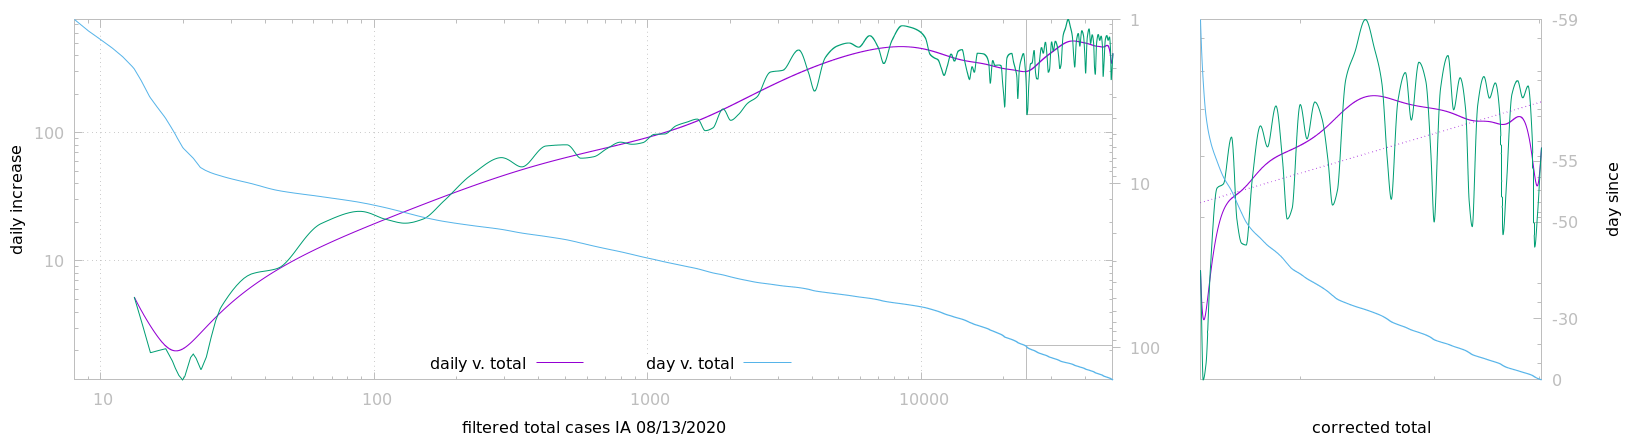 1
-59
100
10
-55
10
-50
-30
100
0
daily increase
day since
daily v. total
day v. total
10
100
1000
10000
filtered total cases IA 08/13/2020
corrected total